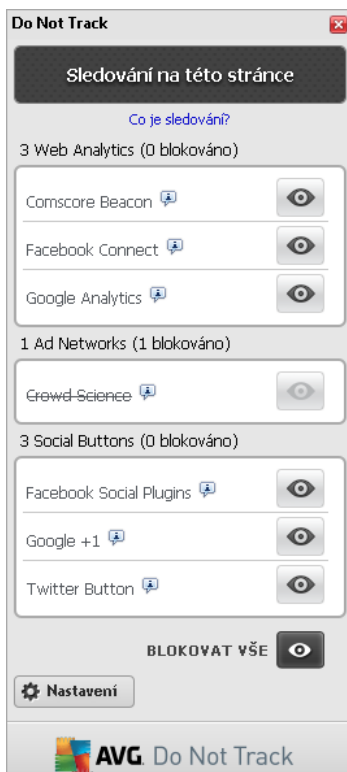 Do Not Track
Sledování na této stránce
Co je sledování?
3 Web Analytics (0 blokováno)
Comscore Beacon
Facebook Connect
Google Analytics
1 Ad Networks (1 blokováno)
Crowd Science
3 Social Buttons (0 blokováno)
Facebook Social Plugins
Google +1
Twitter Button
BLOKOVAT VŠE
Nastavení
AVG. Do Not Track